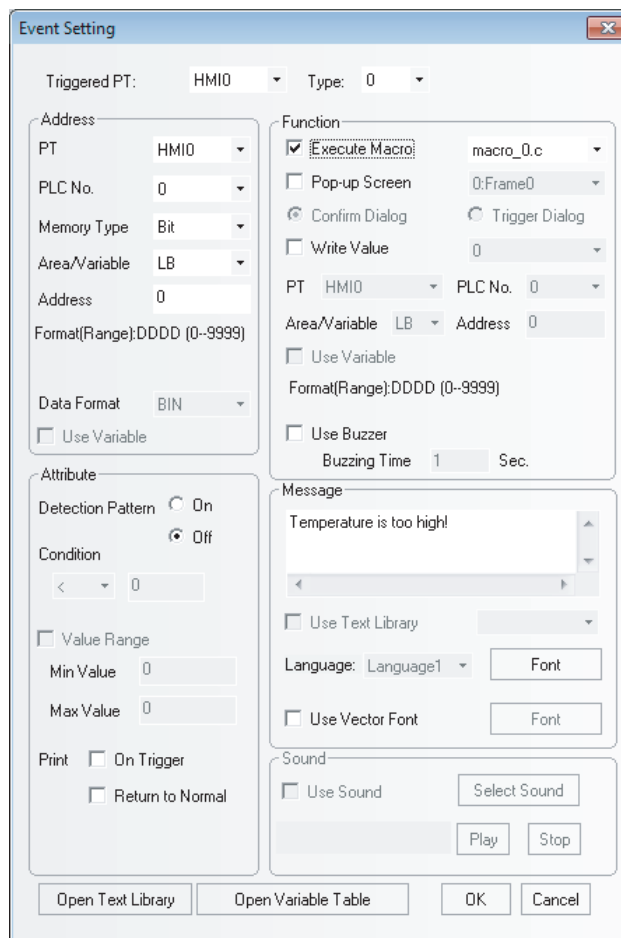 Event Setting
Triggered PT: HMI0 Type: 0
Address
PT HMI0
PLC No. 0
Memory Type Bit
Area/Variable LB
Address 0
Format(Range):DDDD (0--9999)
Data Format BIN
Use Variable
Attribute
Detection Pattern On
Off
Condition
< 0
Value Range
Min Value 0
Max Value 0
Print On Trigger
Return to Normal
Function
Execute Macro macro_0.c
Pop-up Screen 0:Frame0
Confirm Dialog Trigger Dialog
Write Value 0
PT HMI0 PLC No. 0
Area/Variable LB Address 0
Use Variable
Format(Range):DDDD (0--9999)
Use Buzzer
Buzzing Time 1 Sec.
Message
Temperature is too high!
Use Text Library
Language: Language1 Font
Use Vector Font Font
Sound
Use Sound Select Sound
Play Stop
Open Text Library Open Variable Table OK Cancel